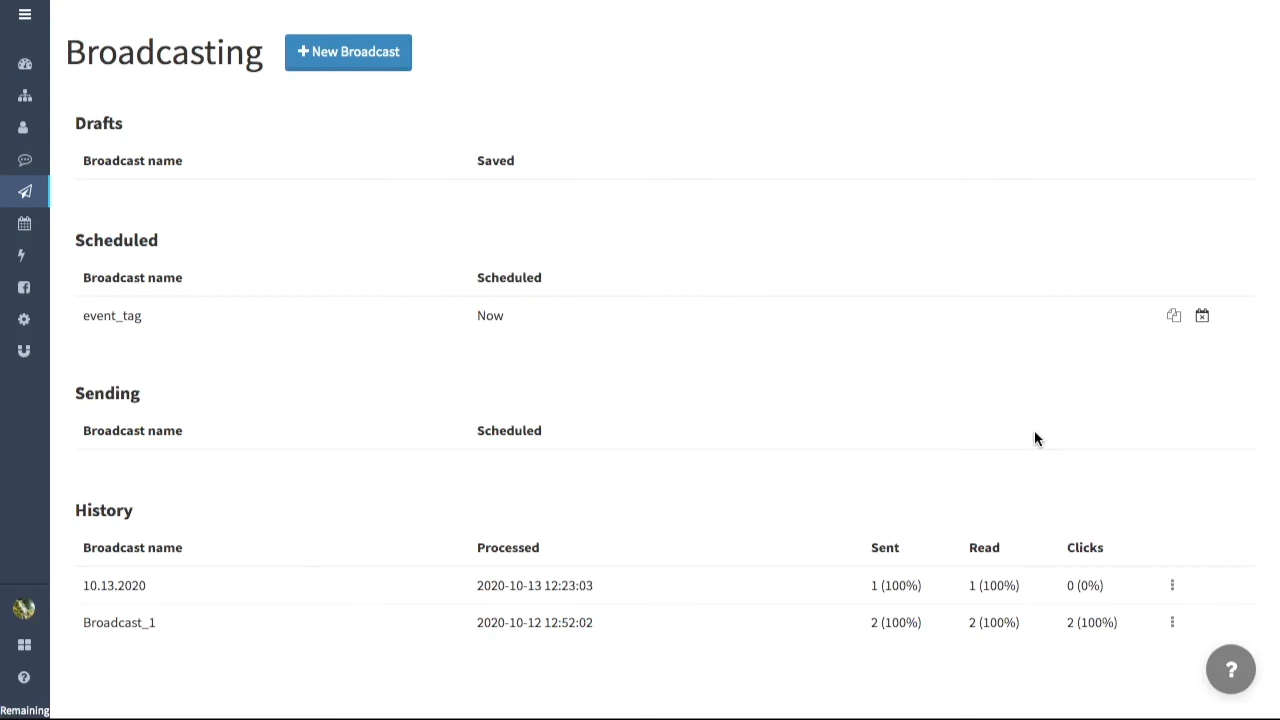 Broadcasting
+ New Broadcast
Drafts
Broadcast name Saved
Scheduled
Broadcast name Scheduled
event_tag Now
Sending
Broadcast name Scheduled
History
Broadcast name Processed Sent Read Clicks
10.13.2020 2020-10-13 12:23:03 1 (100%) 1 (100%) 0 (0%)
Broadcast_1 2020-10-12 12:52:02 2 (100%) 2 (100%) 2 (100%)
?
Remaining